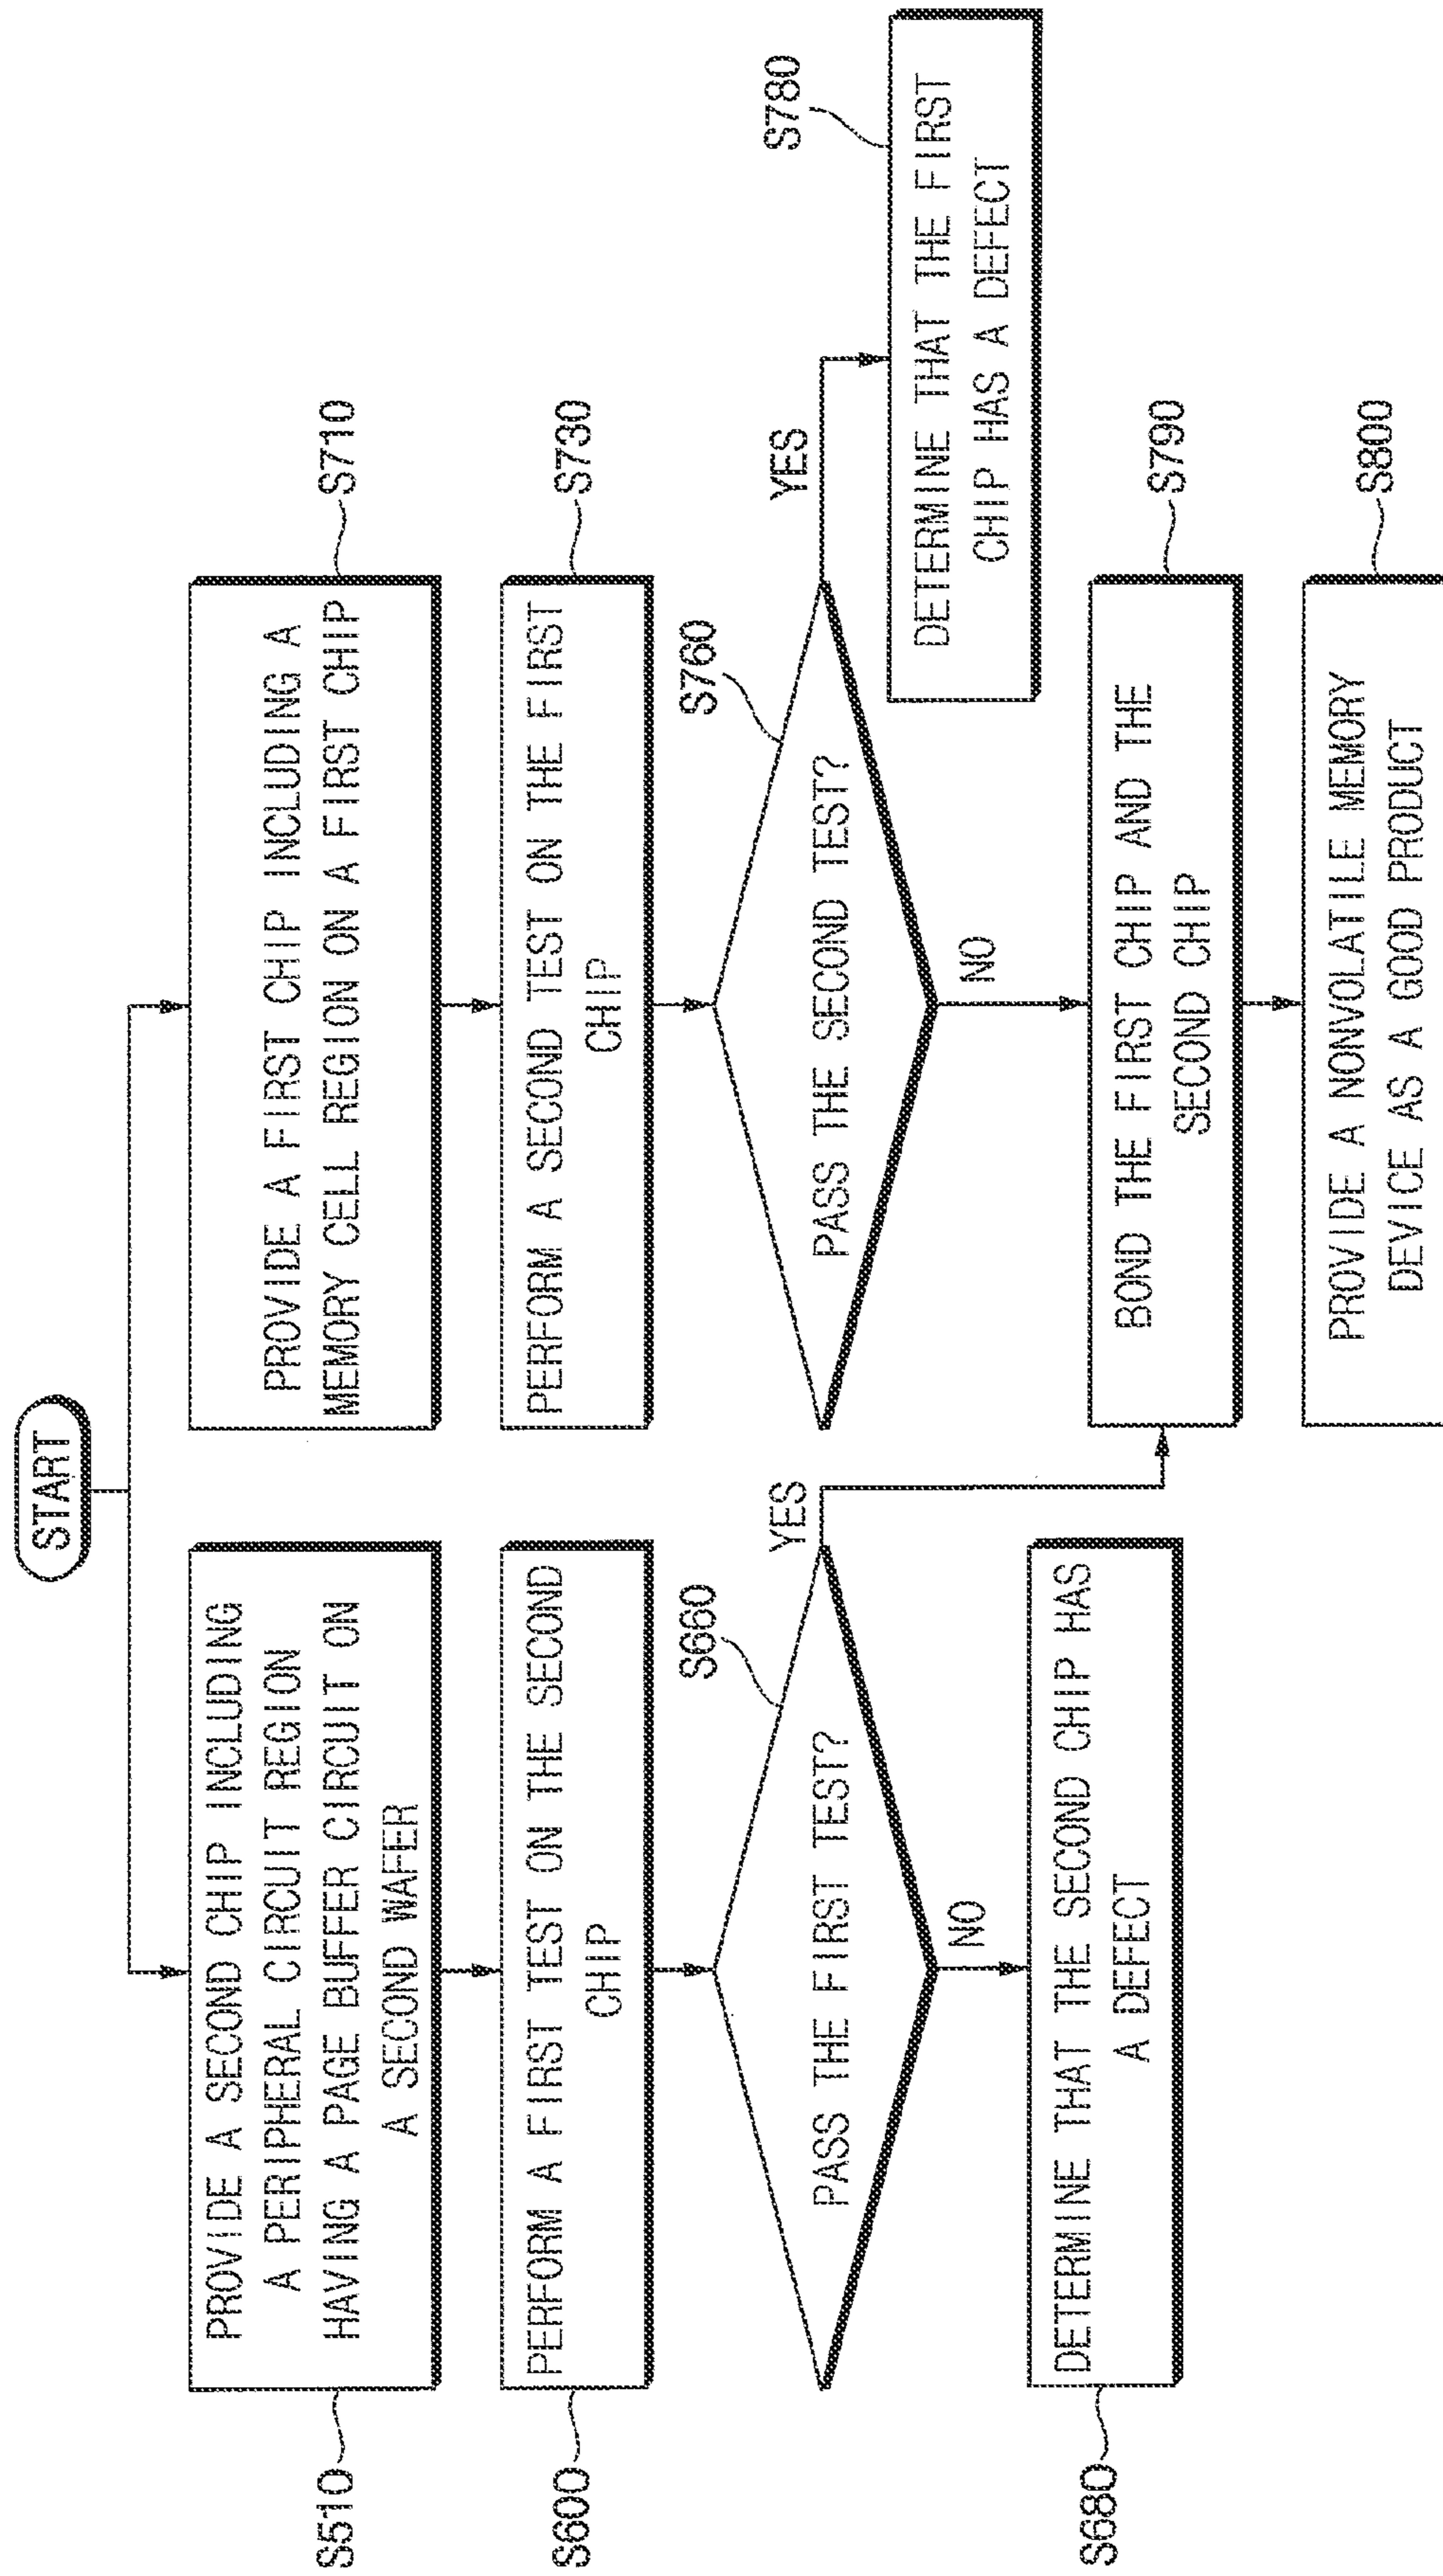 START
S510
PROVIDE A SECOND CHIP INCLUDING
A PERIPHERAL CIRCUIT REGION
HAVING A PAGE BUFFER CIRCUIT ON
A SECOND WAFER
S600
PERFORM A FIRST TEST ON THE SECOND
CHIP
S660
PASS THE FIRST TEST?
YES
NO
S680
DETERMINE THAT THE SECOND CHIP HAS
A DEFECT
PROVIDE A FIRST CHIP INCLUDING A
MEMORY CELL REGION ON A FIRST CHIP
S710
PERFORM A SECOND TEST ON THE FIRST
CHIP
S730
S760
PASS THE SECOND TEST?
YES
NO
S780
DETERMINE THAT THE FIRST
CHIP HAS A DEFECT
BOND THE FIRST CHIP AND THE
SECOND CHIP
S790
PROVIDE A NONVOLATILE MEMORY
DEVICE AS A GOOD PRODUCT
S800